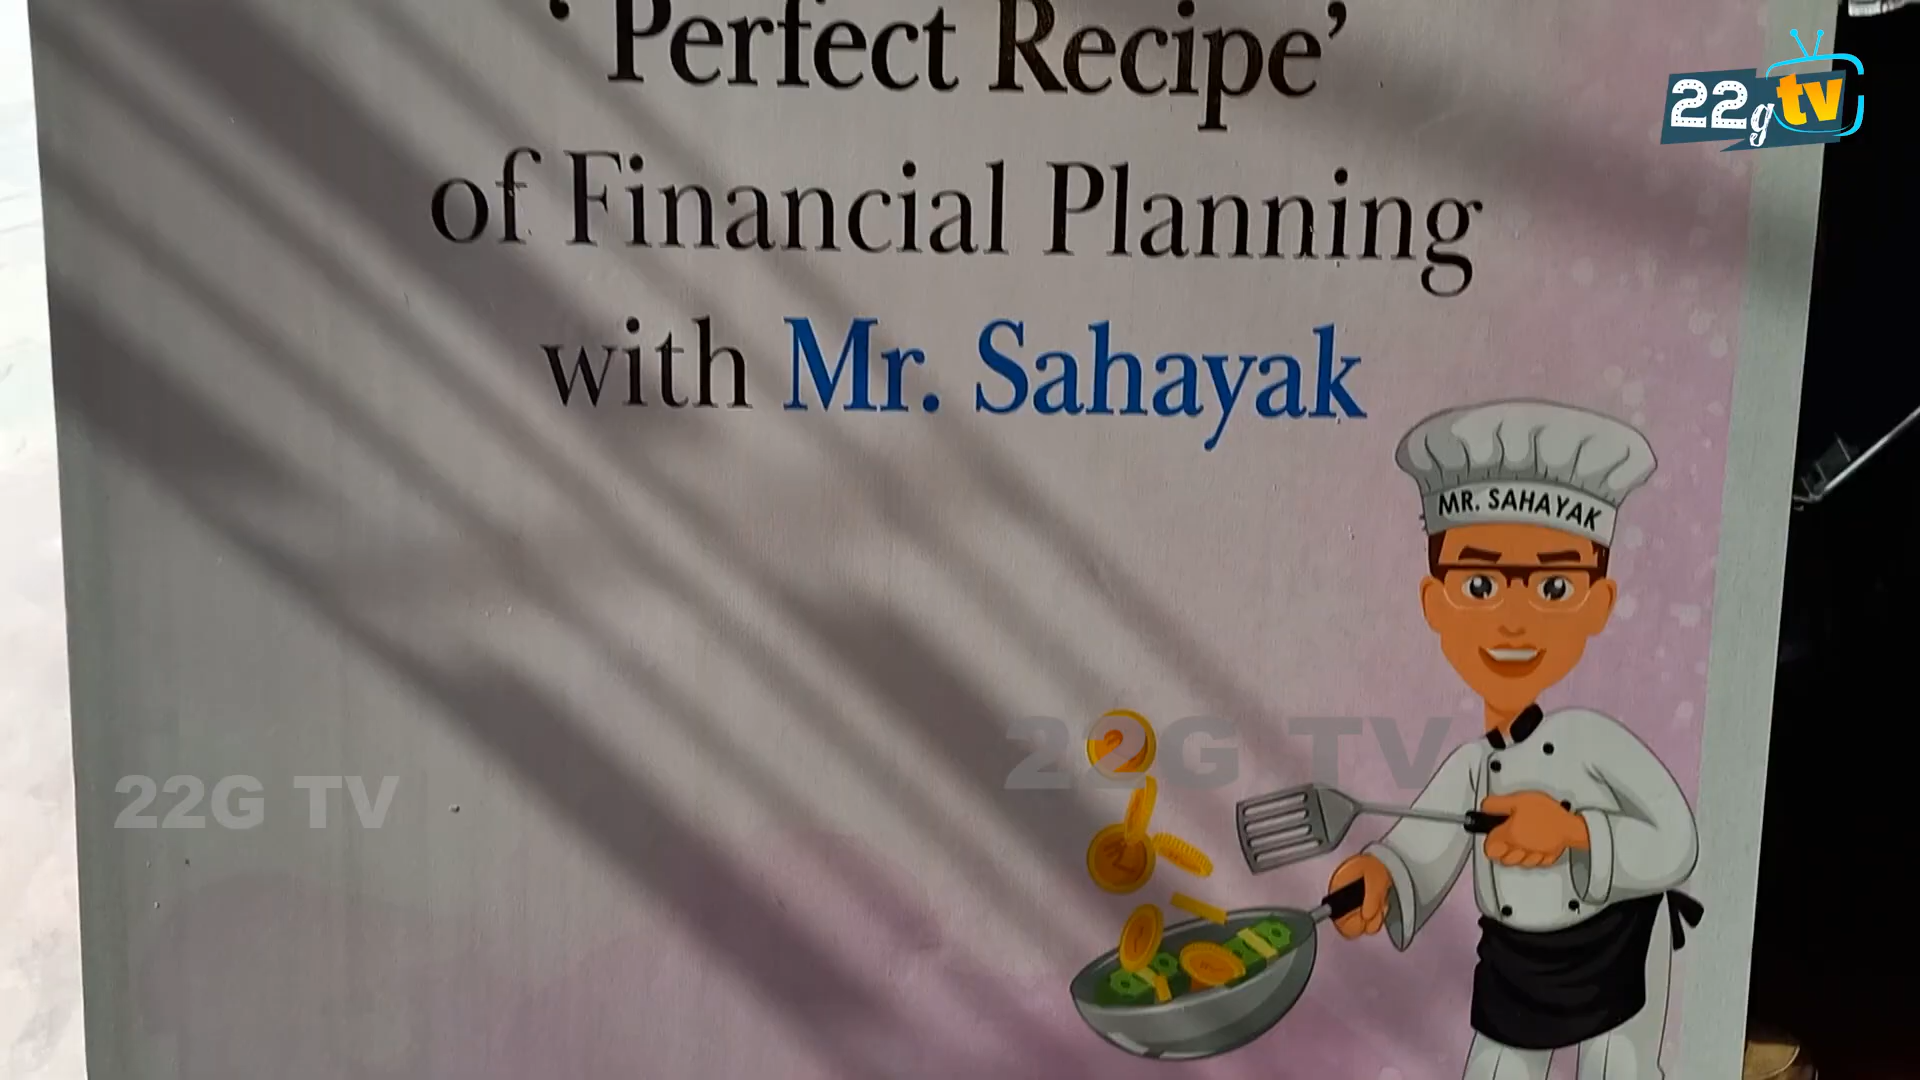 ‘ Perfect Recipe’
of Financial Planning
with Mr. Sahayak
22gtv
MR. SAHAYAK
22G TV
22G TV